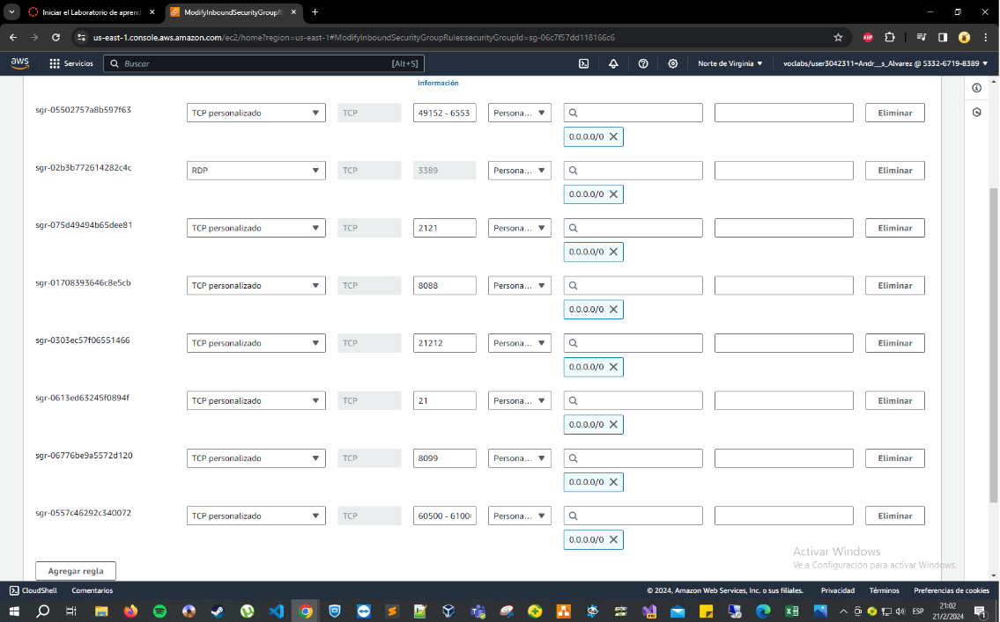 Iniciar el Laboratorio de aprend
ModifyInboundSecurityGroupRu
us-east-1.console.aws.amazon.com/ec2/home?region=us-east-1#ModifyInboundSecurityGroupRules:securityGroupId=sg-06c7f57dd118166c6
ABP
aws Servicios Buscar [Alt+S] Norte de Virginia voclabs/user3042311=Andr__s_Alvarez @ 5332-6719-8389
Información
sgr-05502757a8b597f63 TCP personalizado TCP 49152 - 6553 Persona... Eliminar
0.0.0.0/0
sgr-02b3b772614282c4c RDP TCP 3389 Persona... Eliminar
0.0.0.0/0
sgr-075d49494b65dee81 TCP personalizado TCP 2121 Persona... Eliminar
0.0.0.0/0
sgr-01708393646c8e5cb TCP personalizado TCP 8088 Persona... Eliminar
0.0.0.0/0
sgr-0303ec57f06551466 TCP personalizado TCP 21212 Persona... Eliminar
0.0.0.0/0
sgr-0613ed63245f0894f TCP personalizado TCP 21 Persona... Eliminar
0.0.0.0/0
sgr-06776be9a5572d120 TCP personalizado TCP 8099 Persona... Eliminar
0.0.0.0/0
sgr-0557c46292c340072 TCP personalizado TCP 60500 - 6100 Persona... Eliminar
0.0.0.0/0
Agregar regla
Activar Windows
Ve a Configuración para activar Windows.
CloudShell Comentarios © 2024, Amazon Web Services, Inc. o sus filiales. Privacidad Términos Preferencias de cookies
ESP 21:02
21/2/2024